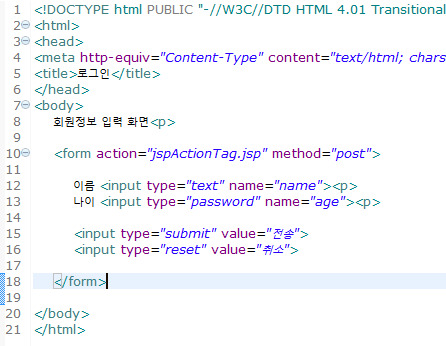 1 <!DOCTYPE html PUBLIC "-//W3C//DTD HTML 4.01 Transitional
2 <html>
3 <head>
4 <meta http-equiv="Content-Type" content="text/html; chars
5 <title>로그인</title>
6 </head>
7 <body>
8 회원정보 입력 화면<p>
9
10 <form action="jspActionTag.jsp" method="post">
11
12 이름 <input type="text" name="name"><p>
13 나이 <input type="password" name="age"><p>
14
15 <input type="submit" value="전송">
16 <input type="reset" value="취소">
17
18 </form>
19
20 </body>
21 </html>